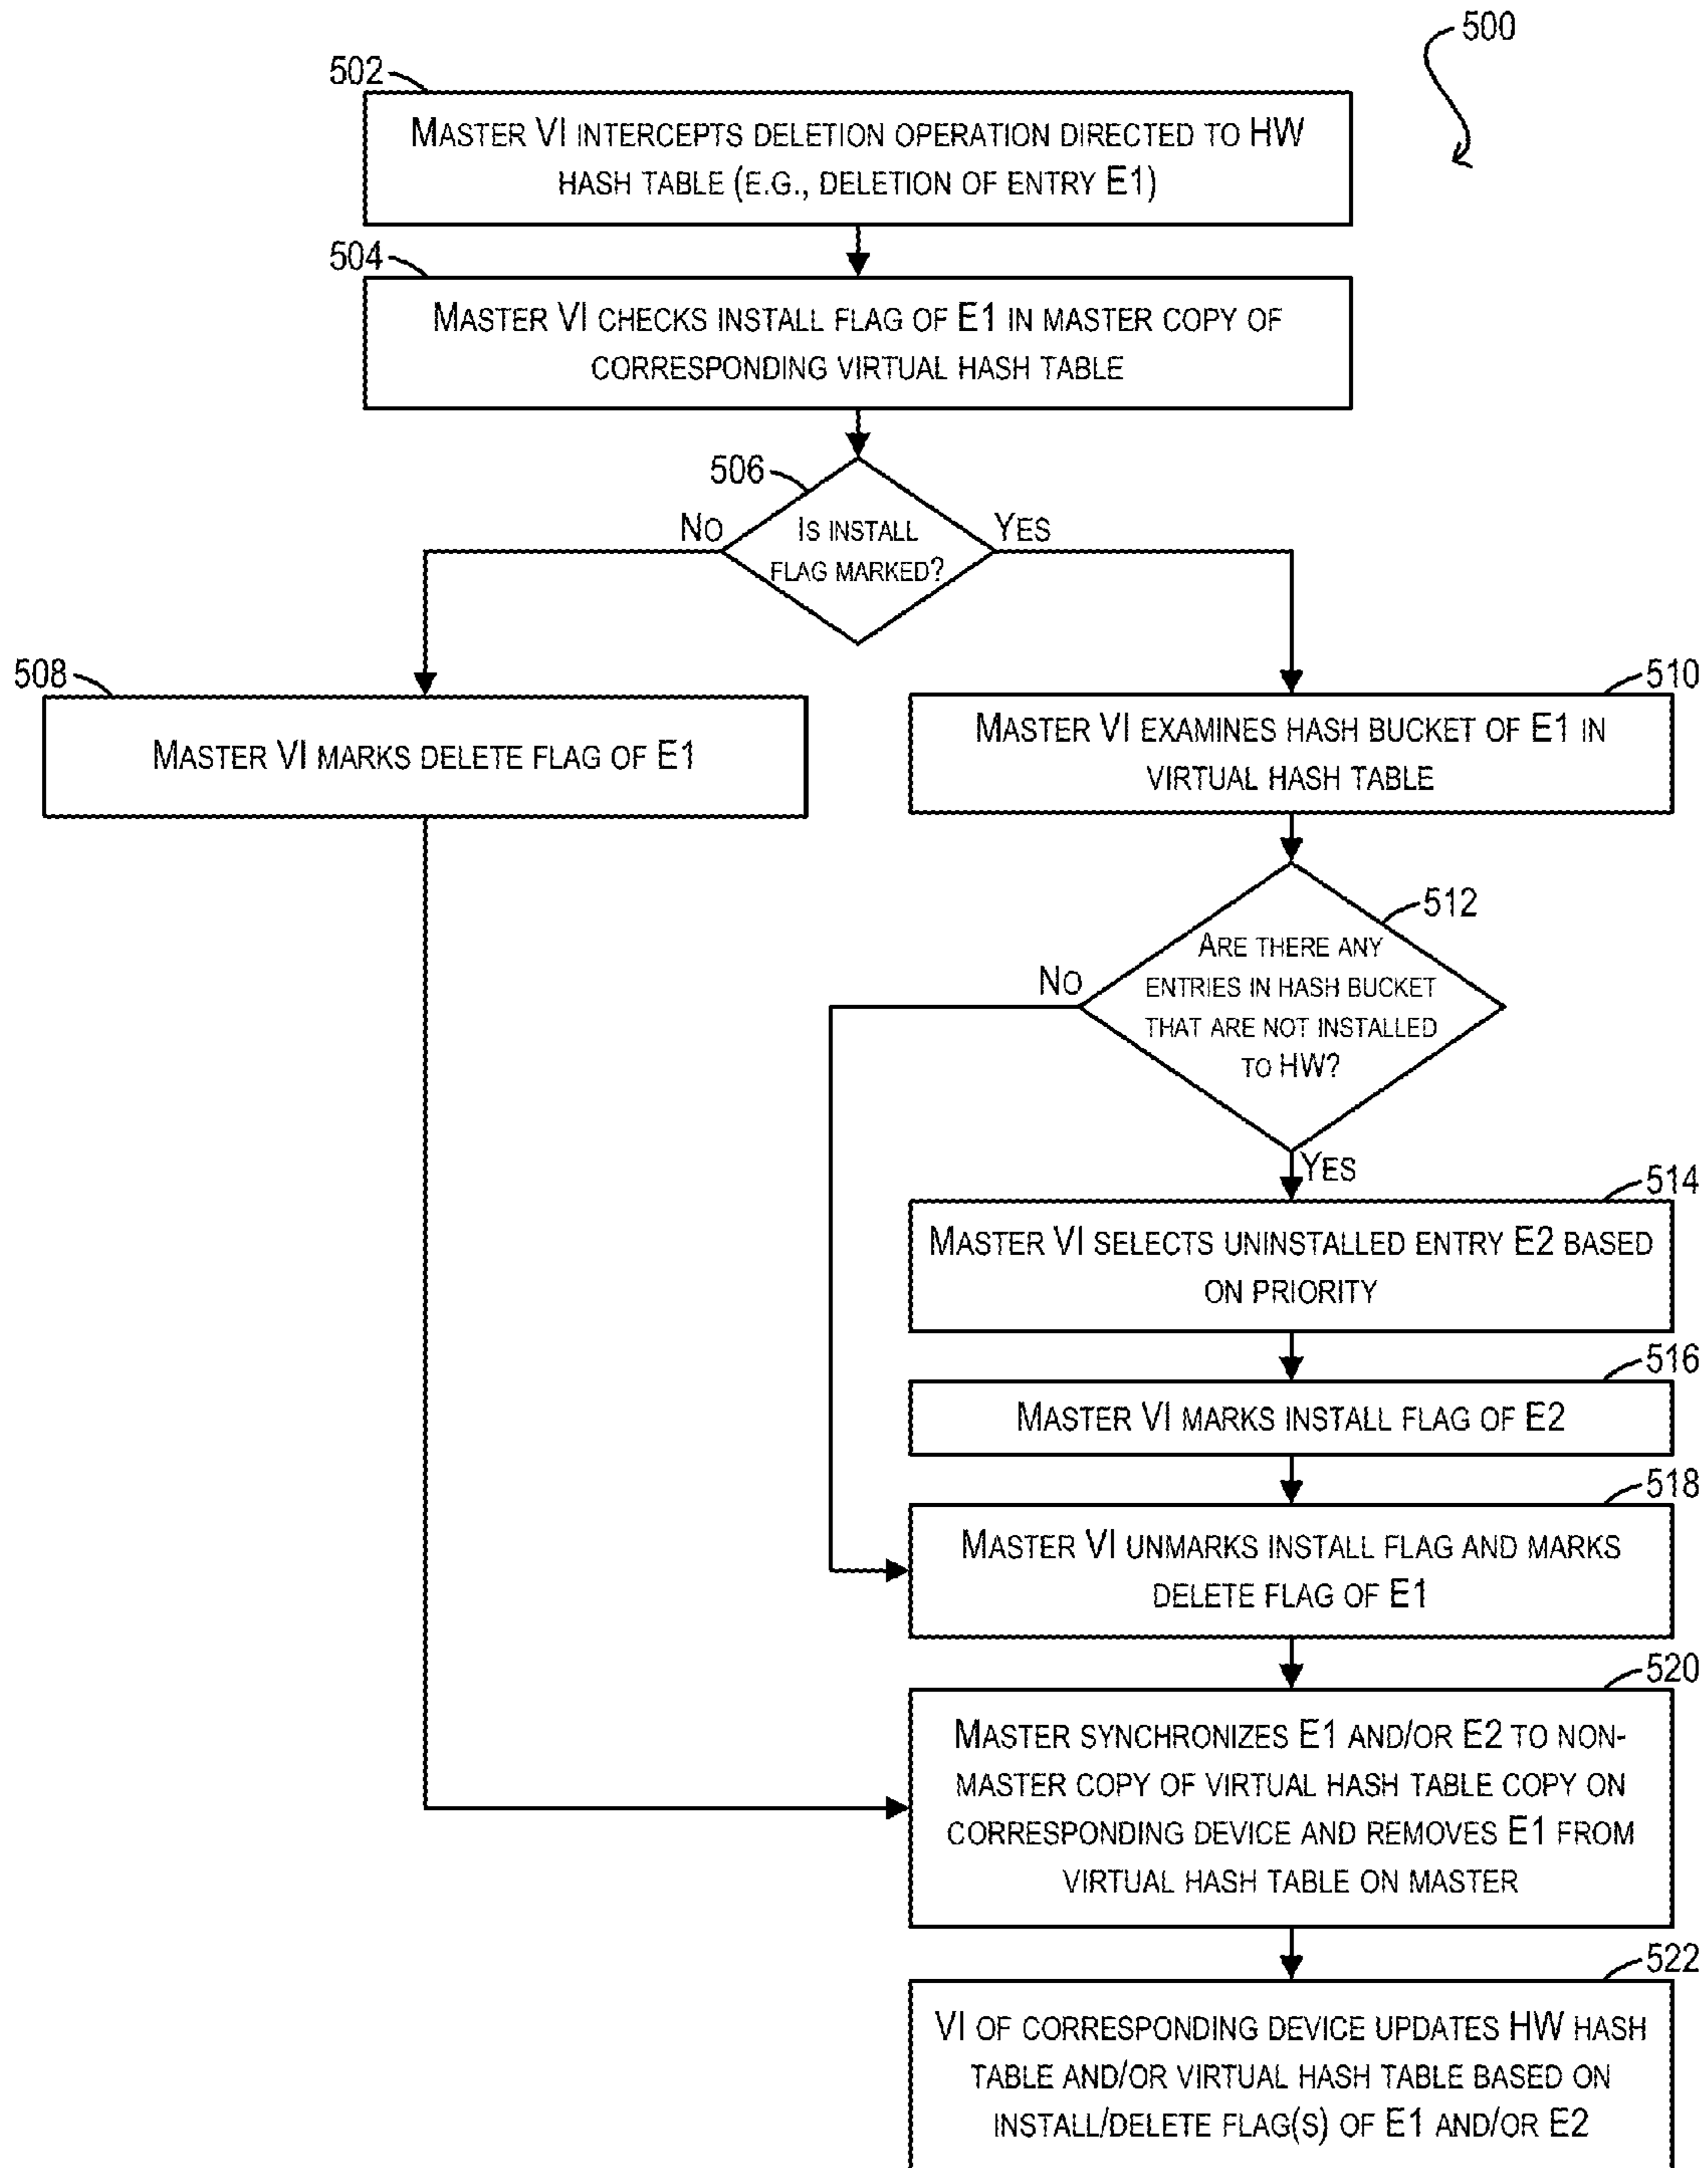 500
502
MASTER VI INTERCEPTS DELETION OPERATION DIRECTED TO HW
HASH TABLE (E.G., DELETION OF ENTRY E1)
504
MASTER VI CHECKS INSTALL FLAG OF E1 IN MASTER COPY OF
CORRESPONDING VIRTUAL HASH TABLE
506
NO
IS INSTALL
FLAG MARKED?
YES
508
MASTER VI MARKS DELETE FLAG OF E1
510
MASTER VI EXAMINES HASH BUCKET OF E1 IN
VIRTUAL HASH TABLE
512
NO
ARE THERE ANY
ENTRIES IN HASH BUCKET
THAT ARE NOT INSTALLED
TO HW?
YES
514
MASTER VI SELECTS UNINSTALLED ENTRY E2 BASED
ON PRIORITY
516
MASTER VI MARKS INSTALL FLAG OF E2
518
MASTER VI UNMARKS INSTALL FLAG AND MARKS
DELETE FLAG OF E1
520
MASTER SYNCHRONIZES E1 AND/OR E2 TO NON-
MASTER COPY OF VIRTUAL HASH TABLE COPY ON
CORRESPONDING DEVICE AND REMOVES E1 FROM
VIRTUAL HASH TABLE ON MASTER
522
VI OF CORRESPONDING DEVICE UPDATES HW HASH
TABLE AND/OR VIRTUAL HASH TABLE BASED ON
INSTALL/DELETE FLAG(S) OF E1 AND/OR E2